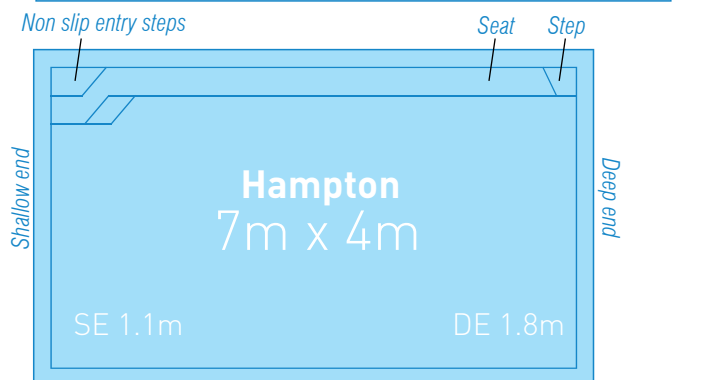 Non slip entry steps
Seat
Step
Shallow end
Deep end
Hampton
7m x 4m
SE 1.1m
DE 1.8m